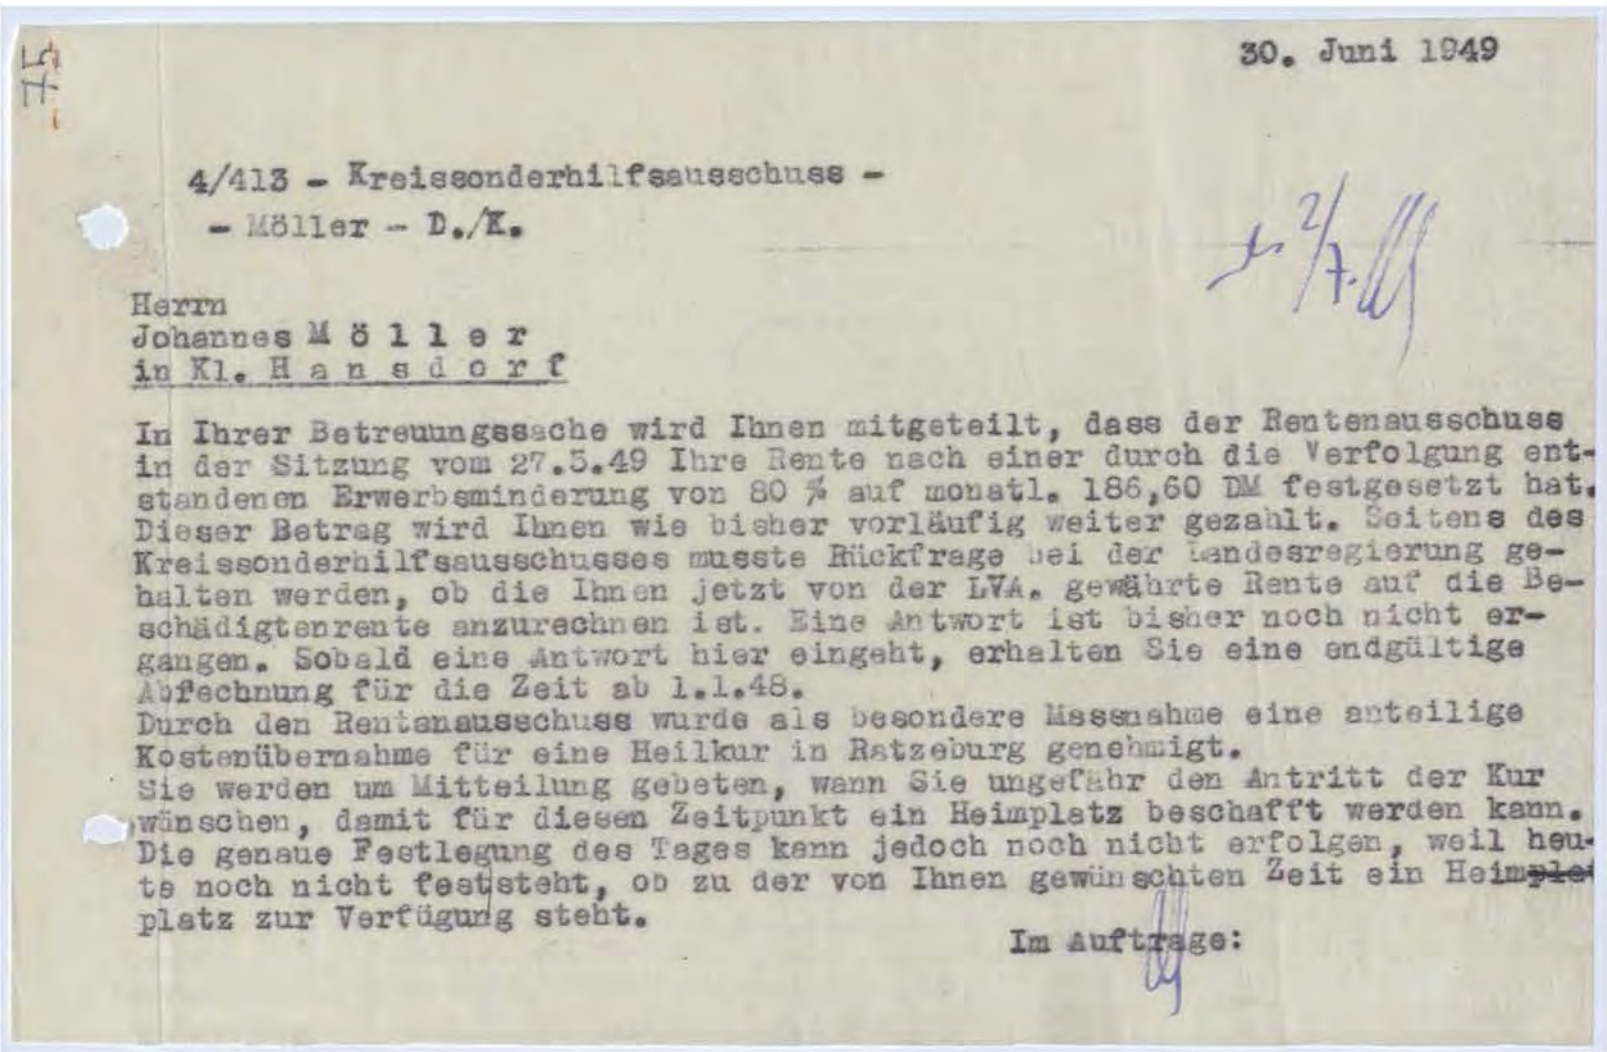 - 75
30. Juni 1949
4/413 - Kreissonderhilfsausschuss -
- Möller - D./K.
2/7.
Herrn
Johannes M ö l l e r
in Kl. H a n s d o r f
In Ihrer Betreuungssache wird Ihnen mitgeteilt, dass der Rentenausschuss
in der Sitzung vom 27.5.49 Ihre Rente nach einer durch die Verfolgung ent-
standenen Erwerbsminderung von 80 % auf monatl. 186,60 DM festgesetzt hat.
Dieser Betrag wird Ihnen wie bisher vorläufig weiter gezahlt. Seitens des
Kreissonderhilfsausschusses musste Rückfrage bei der Landesregierung ge-
halten werden, ob die Ihnen jetzt von der LVA. gewährte Rente auf die Be-
schädigtenrente anzurechnen ist. Eine Antwort ist bisher noch nicht er-
gangen. Sobald eine Antwort hier eingeht, erhalten Sie eine endgültige
Abrechnung für die Zeit ab 1.1.48.
Durch den Rentenausschuss wurde als besondere Massnahme eine anteilige
Kostenübernahme für eine Heilkur in Ratzeburg genehmigt.
Sie werden um Mitteilung gebeten, wann Sie ungefähr den Antritt der Kur
wünschen, damit für diesen Zeitpunkt ein Heimplatz beschafft werden kann.
Die genaue Festlegung des Tages kann jedoch noch nicht erfolgen, weil heu-
te noch nicht feststeht, ob zu der von Ihnen gewünschten Zeit ein Heim
platz zur Verfügung steht.
Im Auftrage: